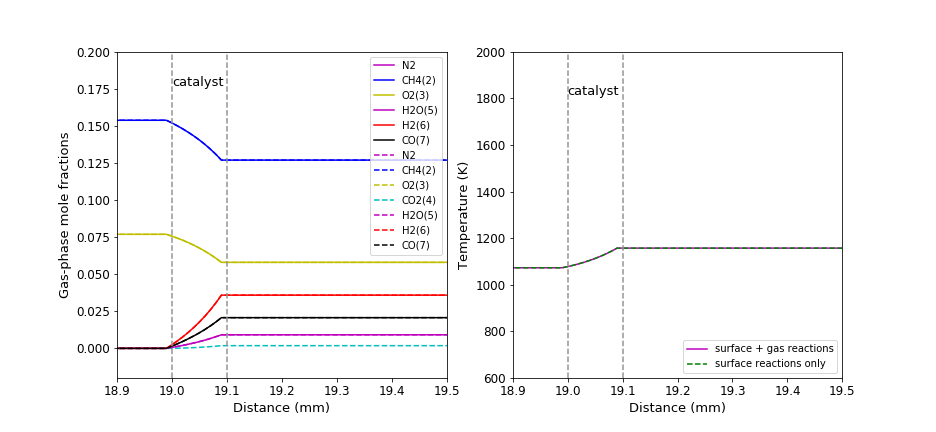 0.200
0.175
0.150
0.125
0.100
0.075
0.050
0.025
0.000
Gas-phase mole fractions
catalyst
N2
CH4(2)
O2(3)
H2O(5)
H2(6)
CO(7)
N2
CH4(2)
O2(3)
CO2(4)
H2O(5)
H2(6)
CO(7)
18.9 19.0 19.1 19.2 19.3 19.4 19.5
Distance (mm)
2000
1800
1600
1400
1200
1000
800
600
Temperature (K)
catalyst
surface + gas reactions
surface reactions only
18.9 19.0 19.1 19.2 19.3 19.4 19.5
Distance (mm)